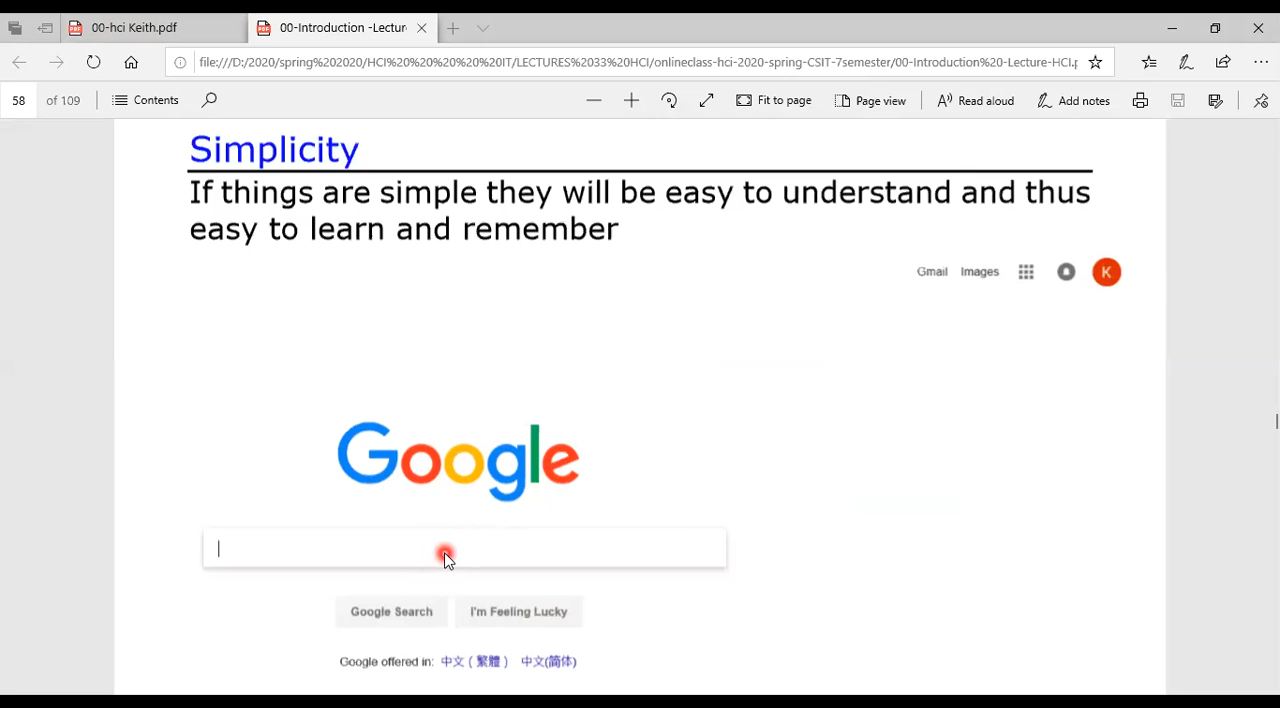 00-hci Keith.pdf
00-Introduction -Lectur
file:///D:/2020/spring%202020/HCI%20%20%20%20%20IT/LECTURES%2033%20HCI/onlineclass-hci-2020-spring-CSIT-7semester/00-Introduction%20-Lecture-HCI.p
58 of 109 Contents Fit to page Page view Read aloud Add notes
Simplicity
If things are simple they will be easy to understand and thus
easy to learn and remember
Gmail Images K
Google
Google Search I'm Feeling Lucky
Google offered in: 中文 ( 繁體 ) 中文(简体)